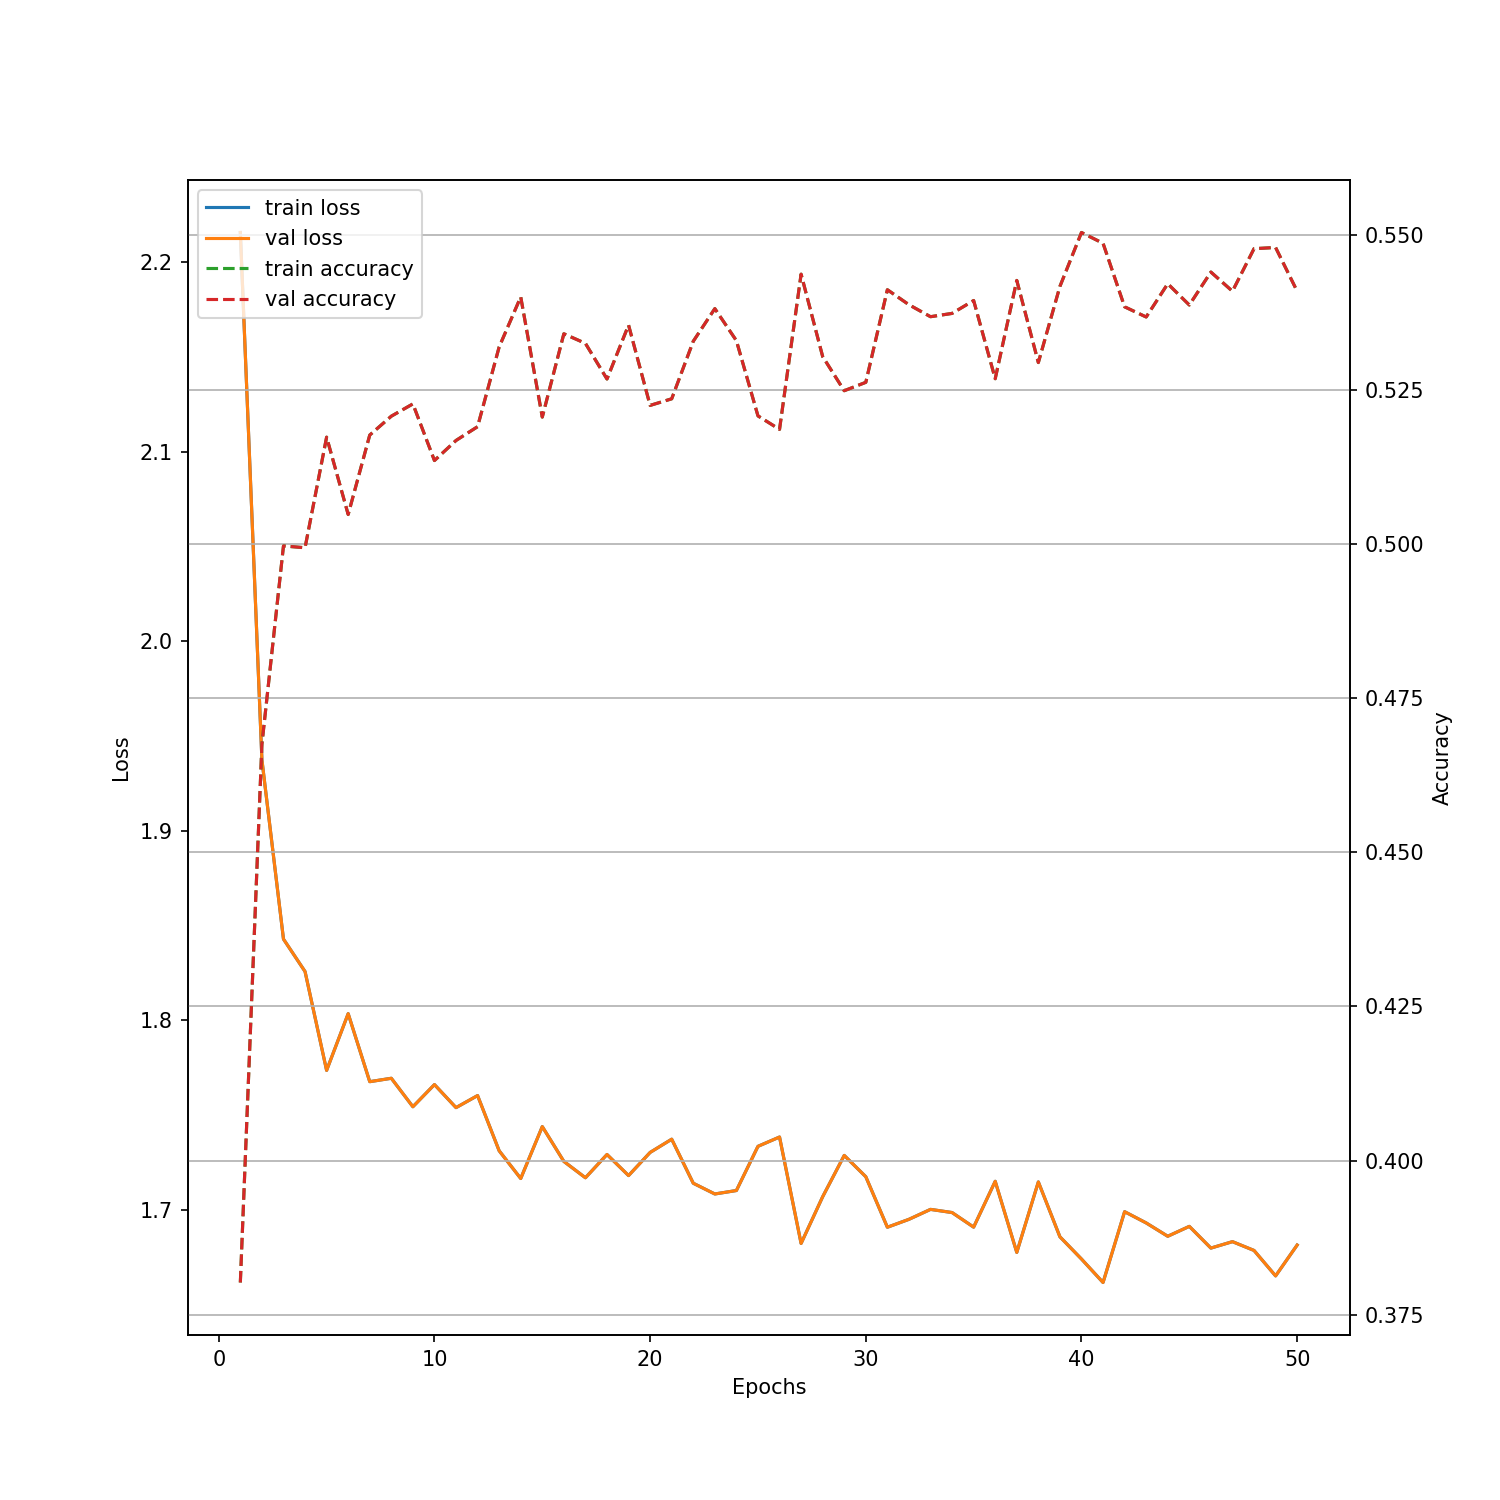 train loss
val loss
train accuracy
val accuracy
2.2
2.1
2.0
1.9
1.8
1.7
Loss
0.550
0.525
0.500
0.475
0.450
0.425
0.400
0.375
Accuracy
0 10 20 30 40 50
Epochs